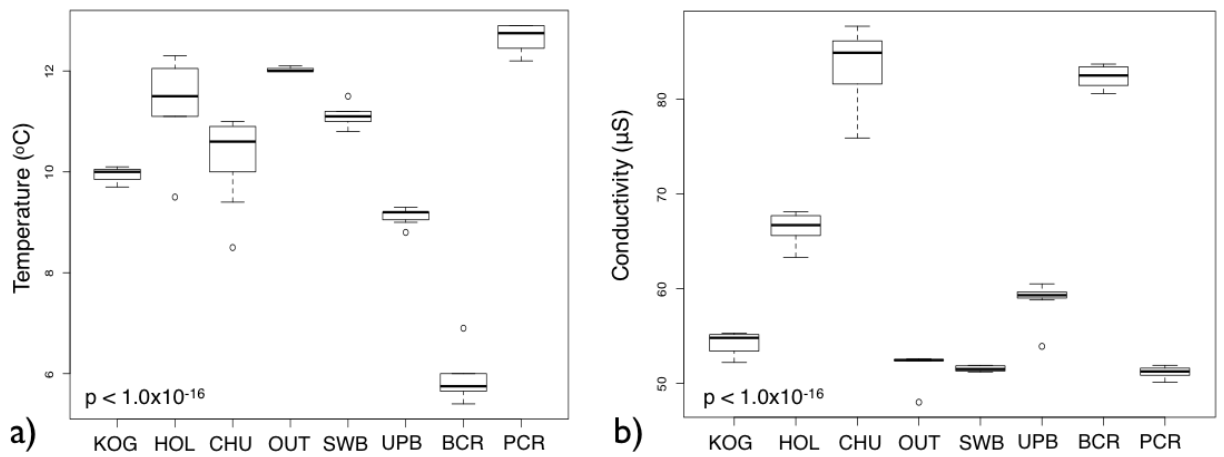 Temperature (ºC)
12
10
8
6
p < 1.0x10-16
KOG HOL CHU OUT SWB UPB BCR PCR
a)
Conductivity (µS)
80
70
60
50
p < 1.0x10-16
KOG HOL CHU OUT SWB UPB BCR PCR
b)